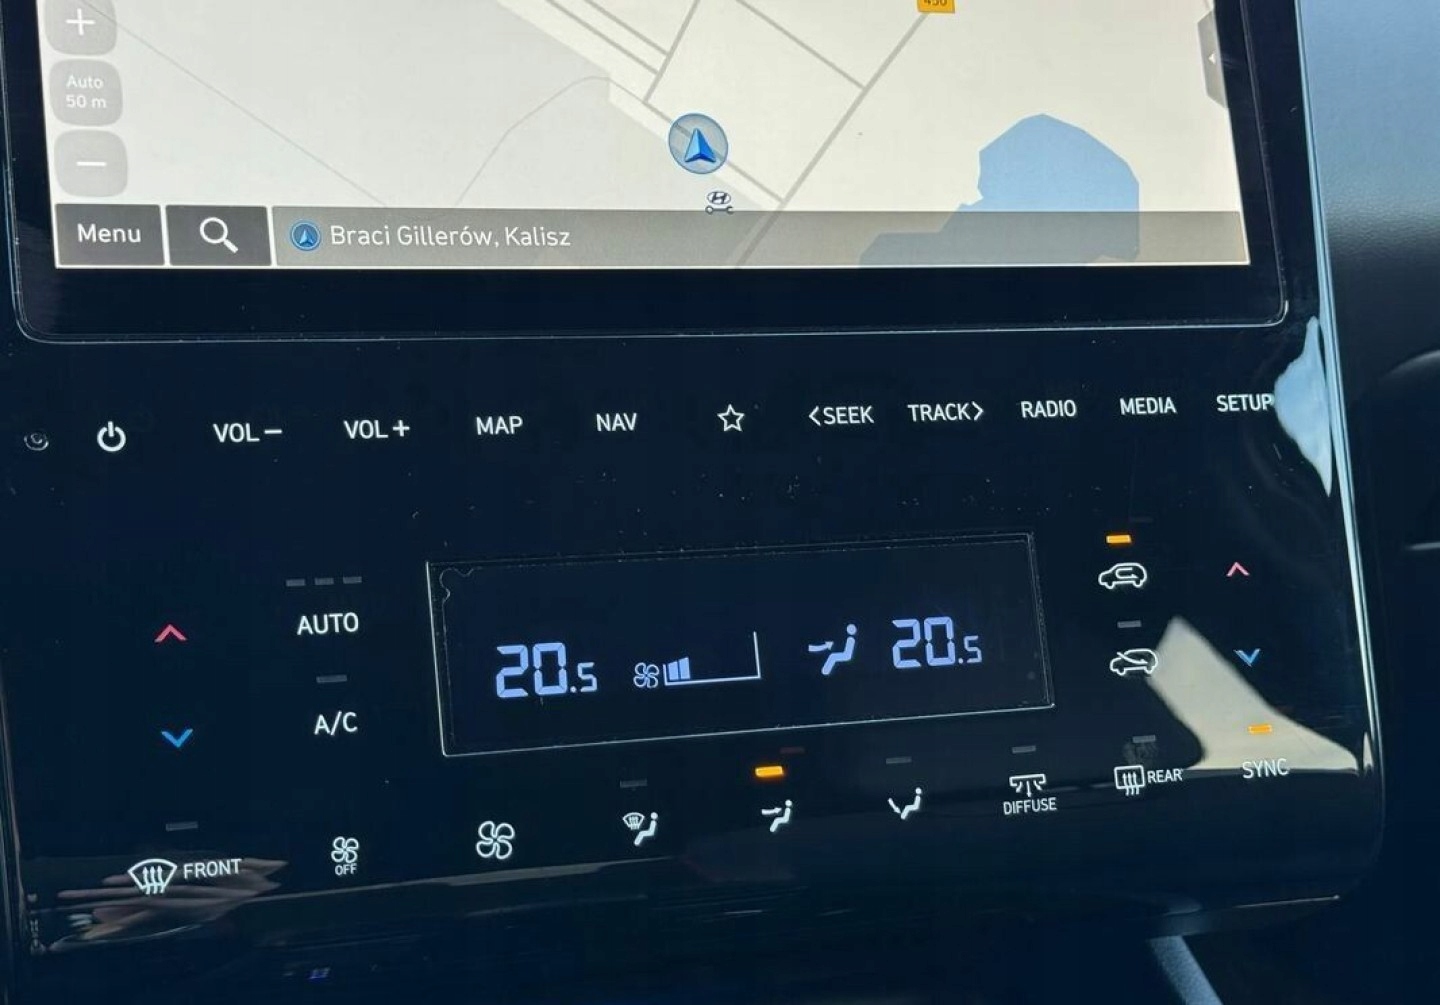 450
Auto
50 m
Menu
Braci Gillerów, Kalisz
VOL− VOL+ MAP NAV <SEEK TRACK> RADIO MEDIA SETUP
AUTO
20.5 20.5
A/C
SYNC
REAR
DIFFUSE
FRONT
OFF